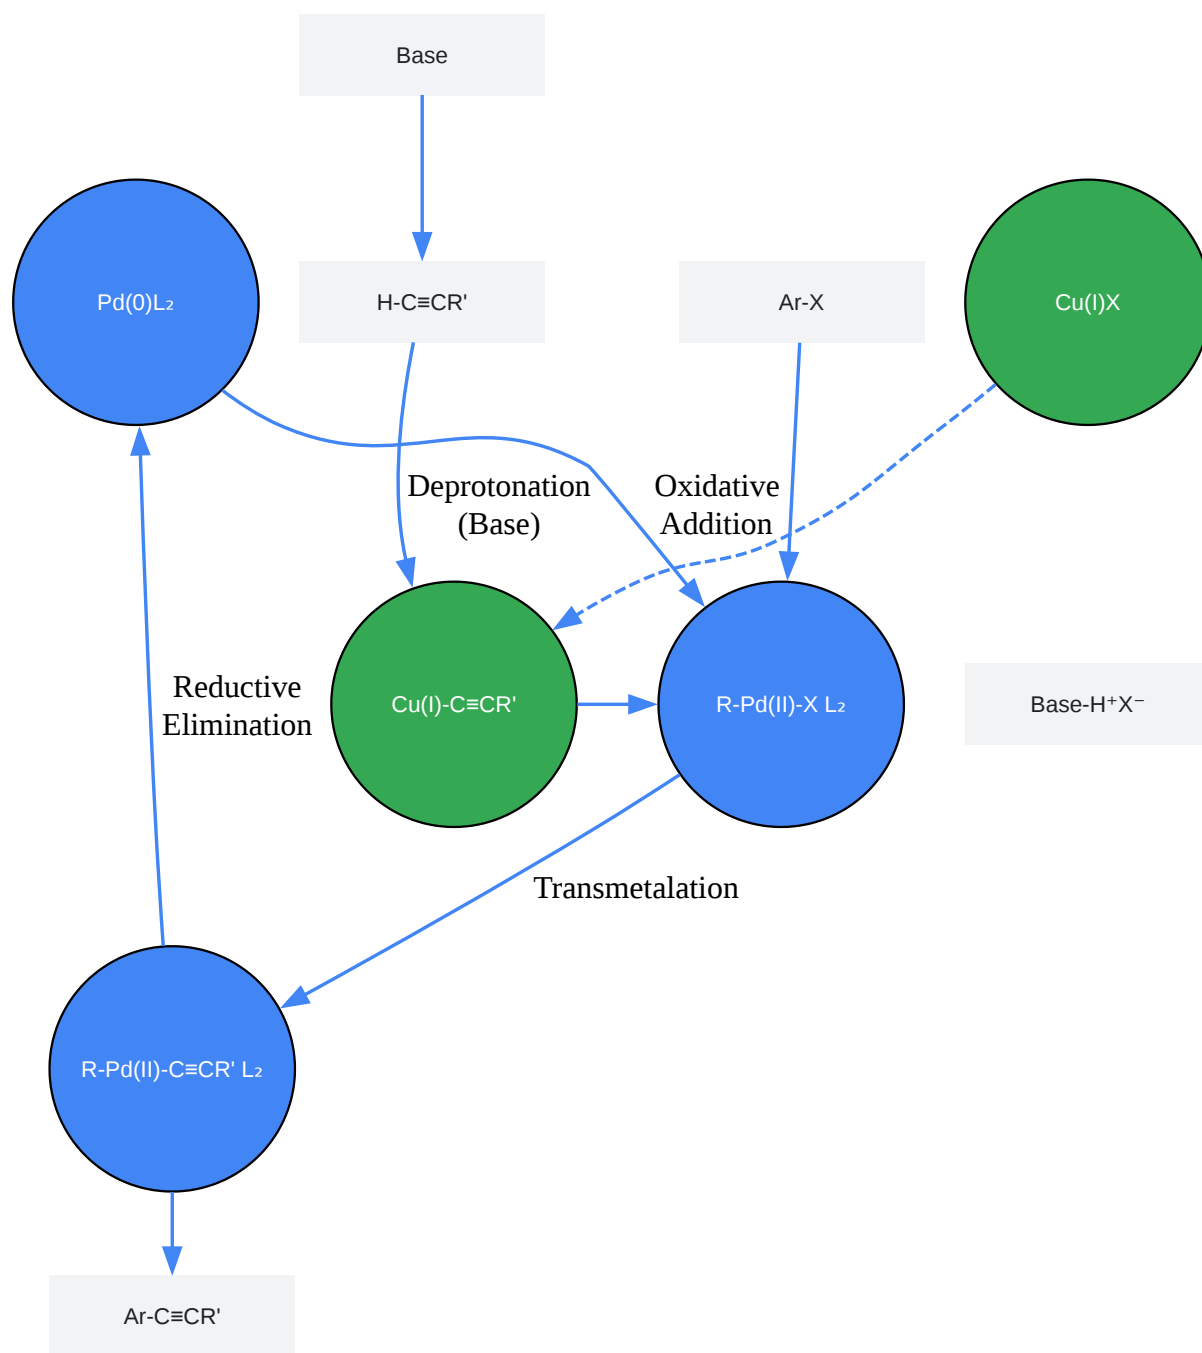 Base
Pd(0)L₂
H-C≡CR'
Ar-X
Cu(I)X
Deprotonation
(Base)
Oxidative
Addition
Reductive
Elimination
Cu(I)-C≡CR'
R-Pd(II)-X L₂
Base-H⁺X⁻
Transmetalation
R-Pd(II)-C≡CR' L₂
Ar-C≡CR'